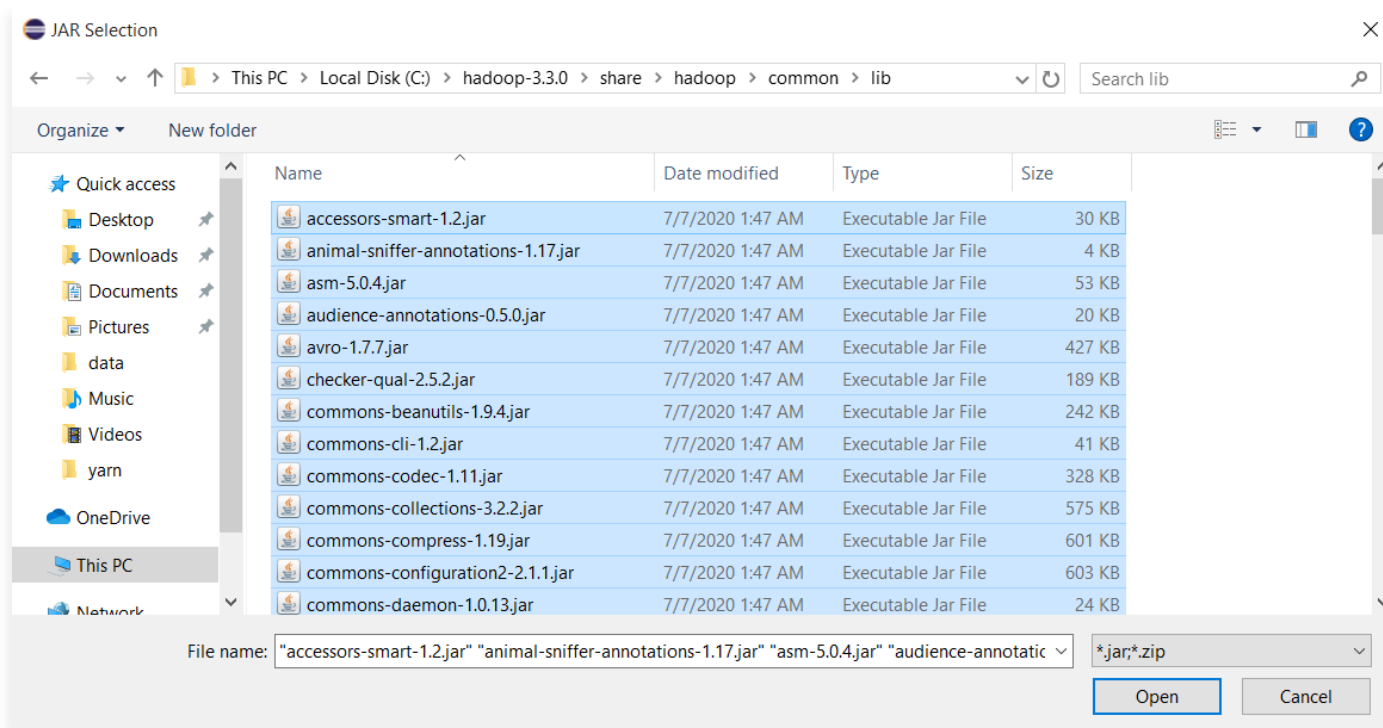 JAR Selection
This PC > Local Disk (C:) > hadoop-3.3.0 > share > hadoop > common > lib
Search lib
Organize
New folder
Quick access
Desktop
Downloads
Documents
Pictures
data
Music
Videos
yarn
OneDrive
This PC
Network
Name Date modified Type Size
accessors-smart-1.2.jar 7/7/2020 1:47 AM Executable Jar File 30 KB
animal-sniffer-annotations-1.17.jar 7/7/2020 1:47 AM Executable Jar File 4 KB
asm-5.0.4.jar 7/7/2020 1:47 AM Executable Jar File 53 KB
audience-annotations-0.5.0.jar 7/7/2020 1:47 AM Executable Jar File 20 KB
avro-1.7.7.jar 7/7/2020 1:47 AM Executable Jar File 427 KB
checker-qual-2.5.2.jar 7/7/2020 1:47 AM Executable Jar File 189 KB
commons-beanutils-1.9.4.jar 7/7/2020 1:47 AM Executable Jar File 242 KB
commons-cli-1.2.jar 7/7/2020 1:47 AM Executable Jar File 41 KB
commons-codec-1.11.jar 7/7/2020 1:47 AM Executable Jar File 328 KB
commons-collections-3.2.2.jar 7/7/2020 1:47 AM Executable Jar File 575 KB
commons-compress-1.19.jar 7/7/2020 1:47 AM Executable Jar File 601 KB
commons-configuration2-2.1.1.jar 7/7/2020 1:47 AM Executable Jar File 603 KB
commons-daemon-1.0.13.jar 7/7/2020 1:47 AM Executable Jar File 24 KB
File name: "accessors-smart-1.2.jar" "animal-sniffer-annotations-1.17.jar" "asm-5.0.4.jar" "audience-annotatic
*.jar;*.zip
Open
Cancel